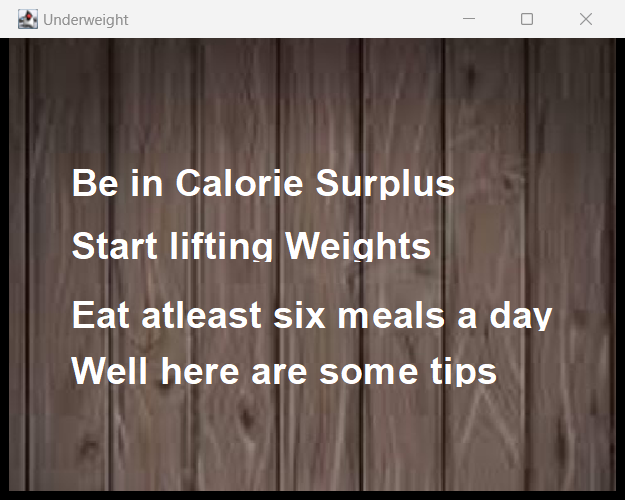 Underweight
Be in Calorie Surplus
Start lifting Weights
Eat atleast six meals a day
Well here are some tips